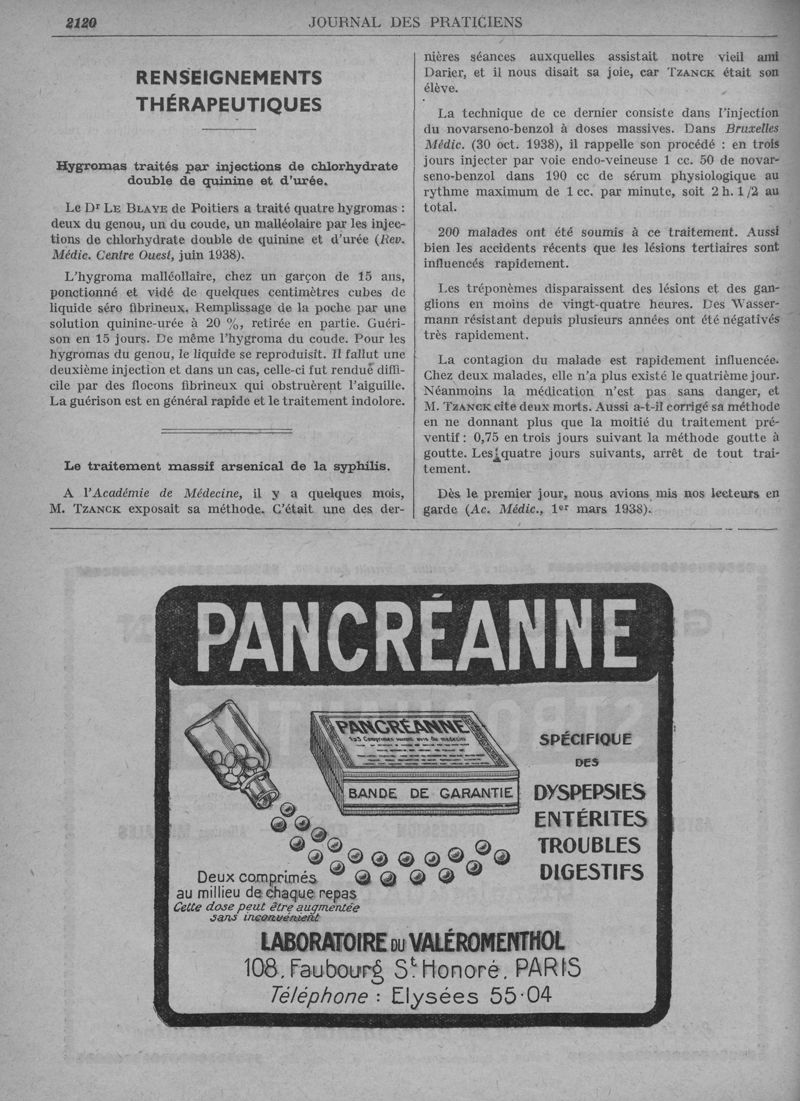 2120
JOURNAL DES PRATICIENS
RENSEIGNEMENTS
THÉRAPEUTIQUES
Hygromas traités par injections de chlorhydrate
double de quinine et d'urée.
Le Dr LE BLAYE de Poitiers a traité quatre hygromas :
deux du genou, un du coude, un malléolaire par les injec-
tions de chlorhydrate double de quinine et d'urée (Rev.
Médic. Centre Ouest, juin 1938).
L'hygroma malléollaire, chez un garçon de 15 ans,
ponctionné et vidé de quelques centimètres cubes de
liquide séro fibrineux. Remplissage de la poche par une
solution quinine-urée à 20 %, retirée en partie. Guéri-
son en 15 jours. De même l'hygroma du coude. Pour les
hygromas du genou, le liquide se reproduisit. Il fallut une
deuxième injection et dans un cas, celle-ci fut rendue diffi-
cile par des flocons fibrineux qui obstruèrent l'aiguille.
La guérison est en général rapide et le traitement indolore.
Le traitement massif arsenical de la syphilis.
A l'Académie de Médecine, il y a quelques mois,
M. TZANCK exposait sa méthode. C'était une des der-
nières séances auxquelles assistait notre vieil ami
Darier, et il nous disait sa joie, car TZANCK était son
élève.
La technique de ce dernier consiste dans l'injection
du novarseno-benzol à doses massives. Dans Bruxelles
Médic. (30 oct. 1938), il rappelle son procédé : en trois
jours injecter par voie endo-veineuse 1 cc. 50 de novar-
seno-benzol dans 190 cc de sérum physiologique au
rythme maximum de 1 cc. par minute, soit 2 h. 1/2 au
total.
200 malades ont été soumis à ce traitement. Aussi
bien les accidents récents que les lésions tertiaires sont
influencés rapidement.
Les tréponèmes disparaissent des lésions et des gan-
glions en moins de vingt-quatre heures. Des Wasser-
mann résistant depuis plusieurs années ont été négativés
très rapidement.
La contagion du malade est rapidement influencée.
Chez deux malades, elle n'a plus existé le quatrième jour.
Néanmoins la médication n'est pas sans danger, et
M. TZANCK cite deux morts. Aussi a-t-il corrigé sa méthode
en ne donnant plus que la moitié du traitement pré-
ventif : 0,75 en trois jours suivant la méthode goutte à
goutte. Les quatre jours suivants, arrêt de tout trai-
tement.
Dès le premier jour, nous avions mis nos lecteurs en
garde (Ac. Médic., 1er mars 1938).
PANCRÉANNE
PANCRÉANNE
BANDE DE GARANTIE
SPÉCIFIQUE
DES
DYSPEPSIES
ENTÉRITES
TROUBLES
DIGESTIFS
Deux comprimés
au millieu de chaque repas
Cette dose peut être augmentée
sans inconvénient
LABORATOIRE DU VALÉROMENTHOL
108, Faubourg St Honoré, PARIS
Téléphone : Elysées 55-04